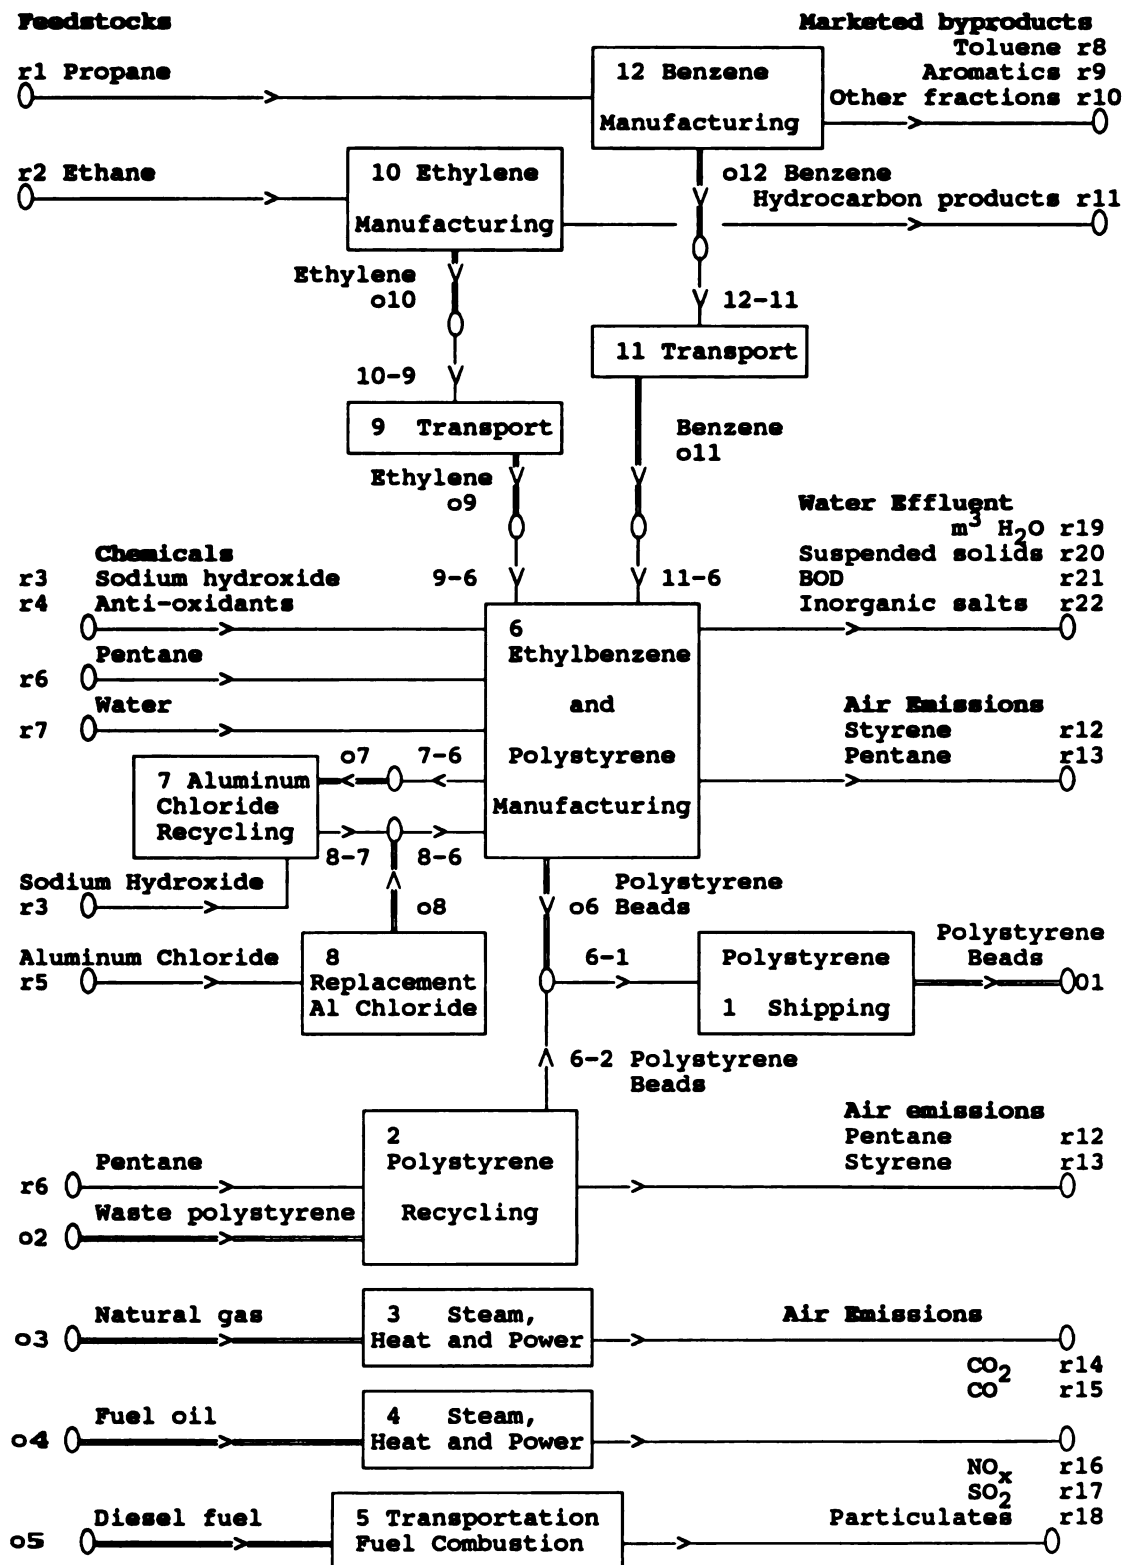 Feedstocks
Marketed byproducts
Toluene r8
r1 Propane
12 Benzene
Aromatics r9
Other fractions r10
Manufacturing
r2 Ethane
10 Ethylene
o12 Benzene
Hydrocarbon products r11
Manufacturing
Ethylene
o10
12-11
11 Transport
10-9
9 Transport
Benzene
o11
Ethylene
o9
Water Effluent
m³ H₂O r19
Chemicals
Suspended solids r20
r3 Sodium hydroxide
9-6
11-6
BOD r21
r4 Anti-oxidants
Inorganic salts r22
6
Ethylbenzene
Pentane
r6
and
Water
r7
Air Emissions
Styrene r12
o7
7-6
Polystyrene
Pentane r13
7 Aluminum
Chloride
Recycling
Manufacturing
8-7
8-6
Sodium Hydroxide
r3
o8
Polystyrene
o6 Beads
Aluminum Chloride
r5
8
Replacement
Al Chloride
6-1
Polystyrene
1 Shipping
Polystyrene
Beads
O1
6-2 Polystyrene
Beads
2
Polystyrene
Recycling
Air emissions
Pentane r12
Styrene r13
Pentane
r6
Waste polystyrene
o2
Natural gas
o3
3 Steam,
Heat and Power
Air Emissions
CO₂ r14
CO r15
Fuel oil
o4
4 Steam,
Heat and Power
NOₓ r16
SO₂ r17
Particulates r18
Diesel fuel
o5
5 Transportation
Fuel Combustion